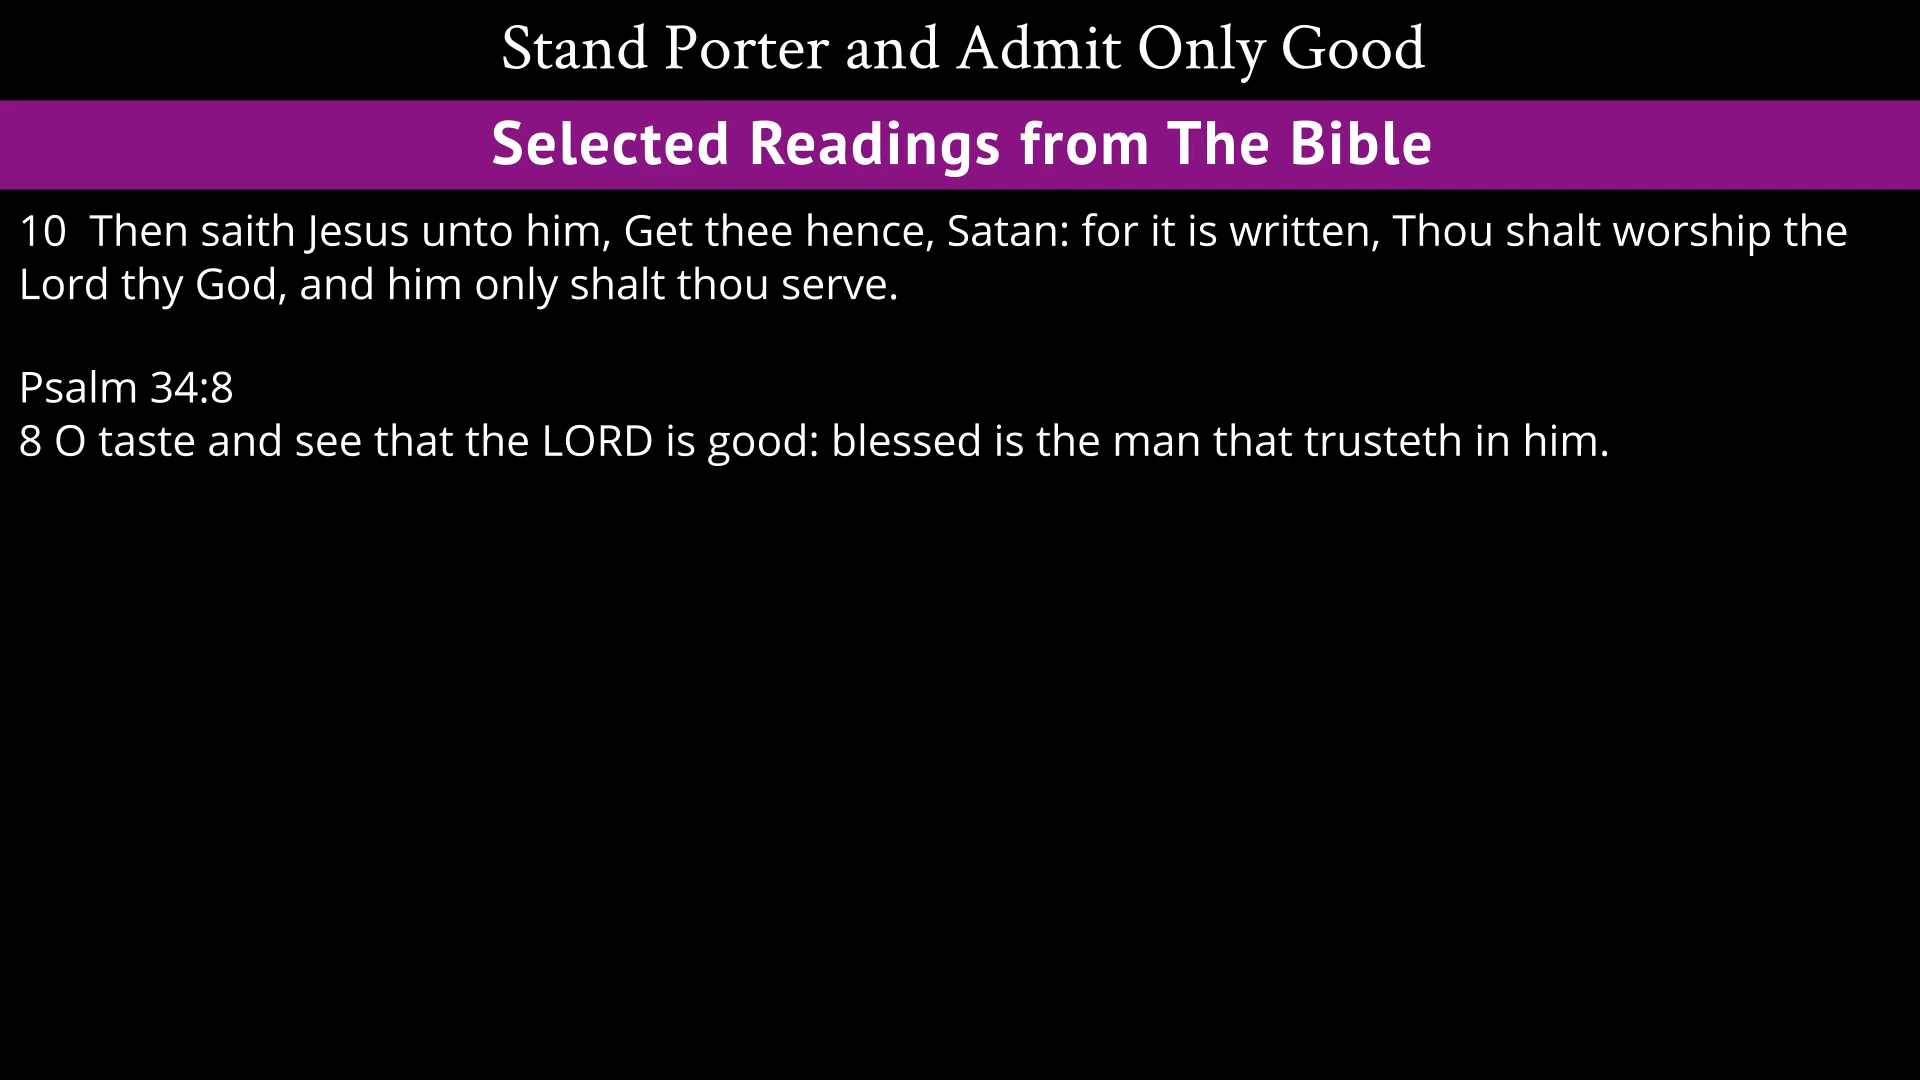 Stand Porter and Admit Only Good
Selected Readings from The Bible
10  Then saith Jesus unto him, Get thee hence, Satan: for it is written, Thou shalt worship the
Lord thy God, and him only shalt thou serve.
Psalm 34:8
8 O taste and see that the LORD is good: blessed is the man that trusteth in him.